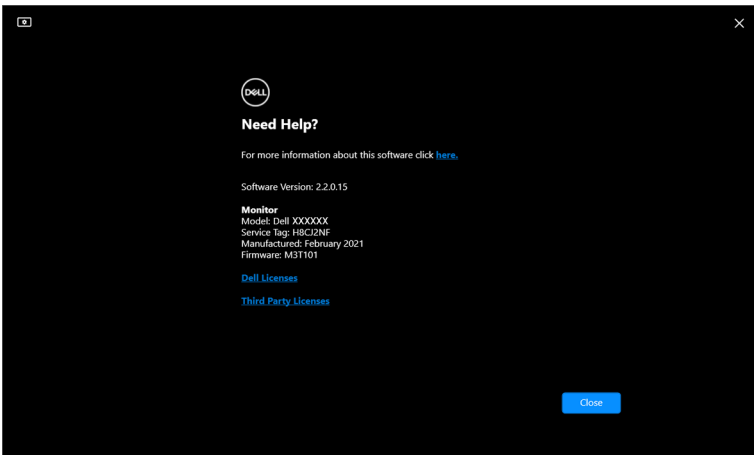 DELL
Need Help?
For more information about this software click here.
Software Version: 2.2.0.15
Monitor
Model: Dell XXXXXX
Service Tag: H8CJ2NF
Manufactured: February 2021
Firmware: M3T101
Dell Licenses
Third Party Licenses
Close